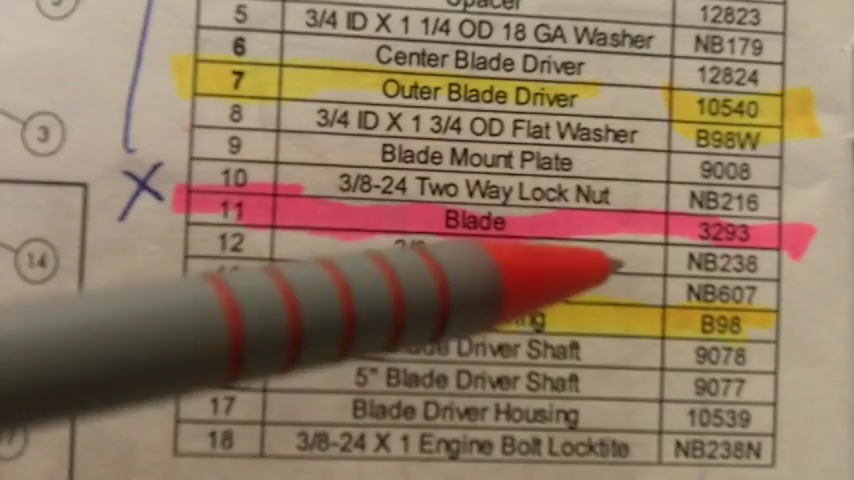 Spacer 12823
5 3/4 ID X 1 1/4 OD 18 GA Washer NB179
6 Center Blade Driver 12824
7 Outer Blade Driver 10540
8 3/4 ID X 1 3/4 OD Flat Washer B98W
9 Blade Mount Plate 9008
10 3/8-24 Two Way Lock Nut NB216
11 Blade 3293
12 NB238
NB607
B98
Driver Shaft 9078
5" Blade Driver Shaft 9077
17 Blade Driver Housing 10539
18 3/8-24 X 1 Engine Bolt Locktite NB238N
3
X
14